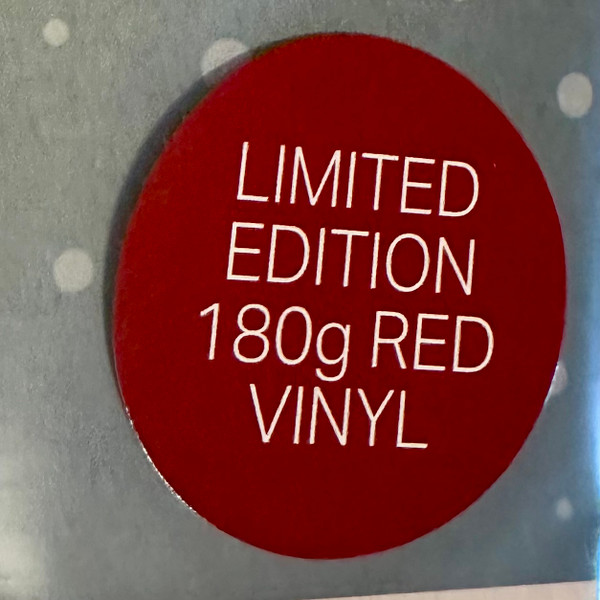 LIMITED
EDITION
180g RED
VINYL